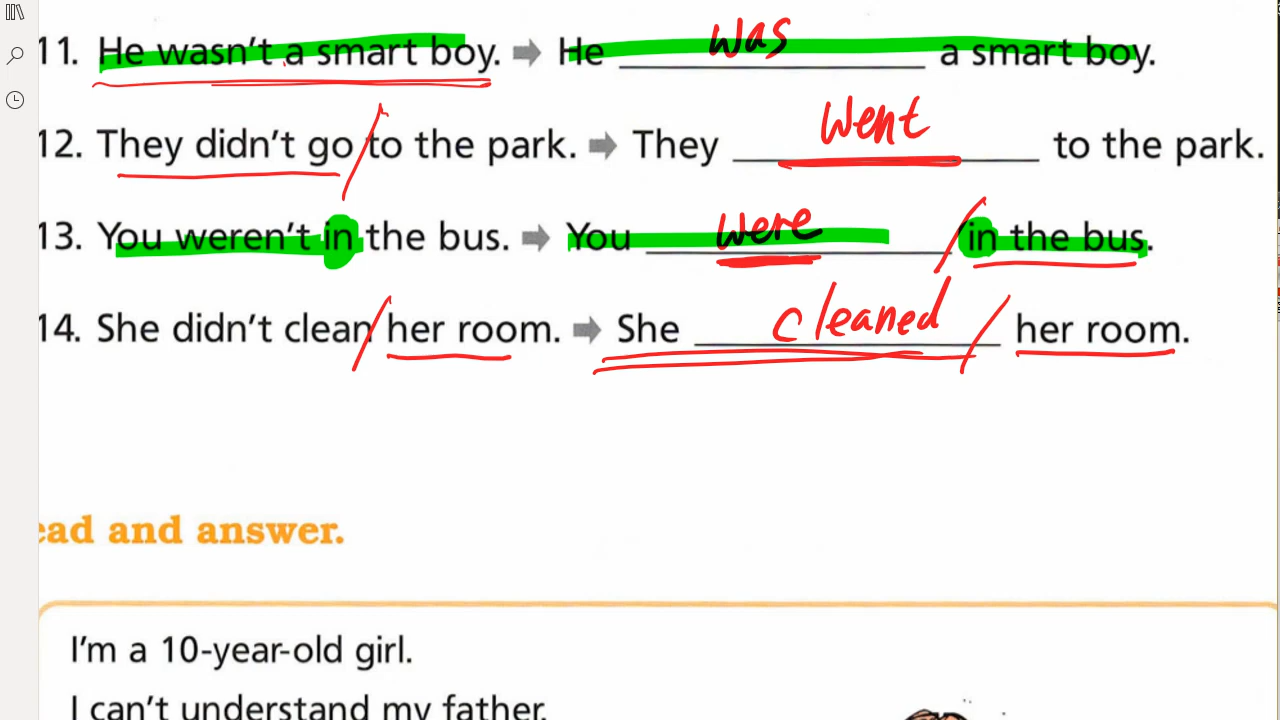 11. He wasn't a smart boy. ➡ He was a smart boy.
12. They didn't go to the park. ➡ They went to the park.
13. You weren't in the bus. ➡ You were in the bus.
14. She didn't clean her room. ➡ She cleaned her room.
ead and answer.
I'm a 10-year-old girl.
I can't understand my father.